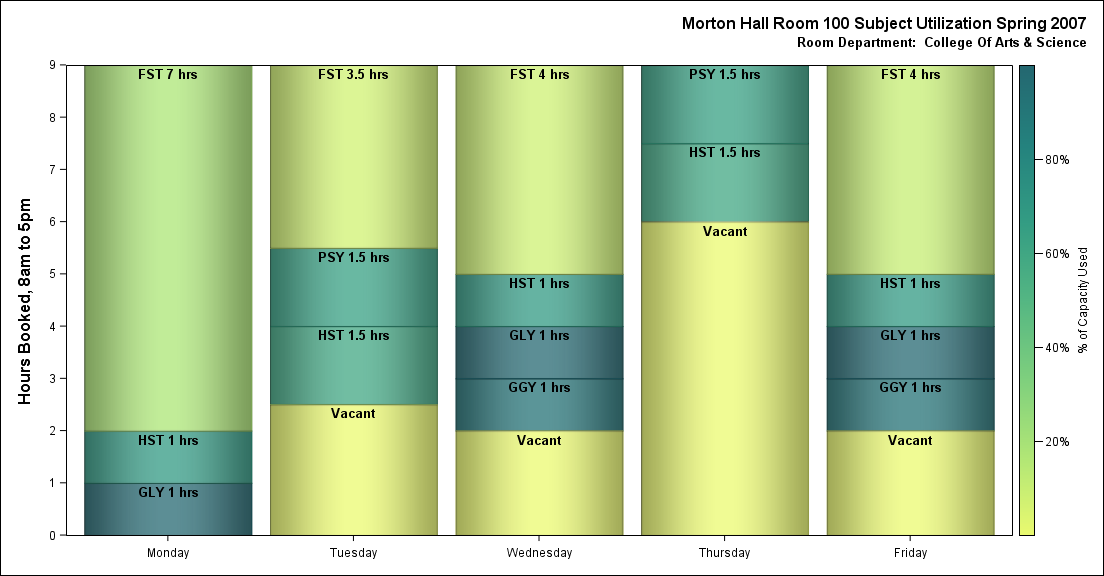 Morton Hall Room 100 Subject Utilization Spring 2007
Room Department:  College Of Arts & Science
Hours Booked, 8am to 5pm
9
8
7
6
5
4
3
2
1
0
FST 7 hrs
HST 1 hrs
GLY 1 hrs
Monday
FST 3.5 hrs
PSY 1.5 hrs
HST 1.5 hrs
Vacant
Tuesday
FST 4 hrs
HST 1 hrs
GLY 1 hrs
GGY 1 hrs
Vacant
Wednesday
PSY 1.5 hrs
HST 1.5 hrs
Vacant
Thursday
FST 4 hrs
HST 1 hrs
GLY 1 hrs
GGY 1 hrs
Vacant
Friday
80%
60%
40%
20%
% of Capacity Used